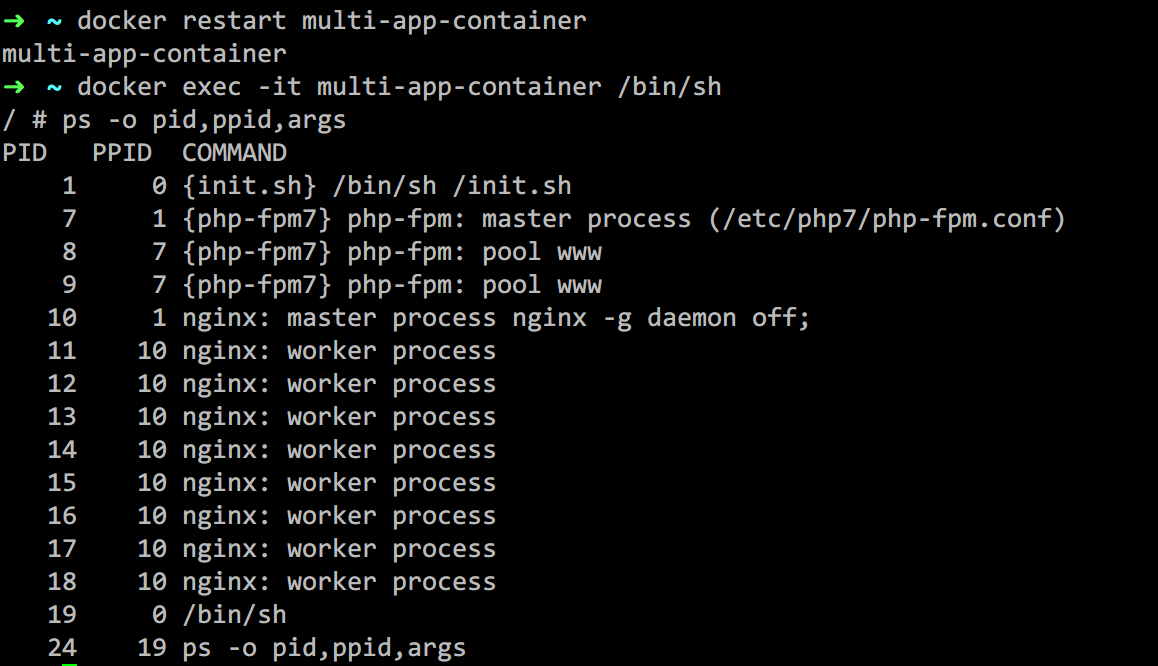 → ~ docker restart multi-app-container
multi-app-container
→ ~ docker exec -it multi-app-container /bin/sh
/ # ps -o pid,ppid,args
PID   PPID  COMMAND
    1     0 {init.sh} /bin/sh /init.sh
    7     1 {php-fpm7} php-fpm: master process (/etc/php7/php-fpm.conf)
    8     7 {php-fpm7} php-fpm: pool www
    9     7 {php-fpm7} php-fpm: pool www
   10     1 nginx: master process nginx -g daemon off;
   11    10 nginx: worker process
   12    10 nginx: worker process
   13    10 nginx: worker process
   14    10 nginx: worker process
   15    10 nginx: worker process
   16    10 nginx: worker process
   17    10 nginx: worker process
   18    10 nginx: worker process
   19     0 /bin/sh
   24    19 ps -o pid,ppid,args